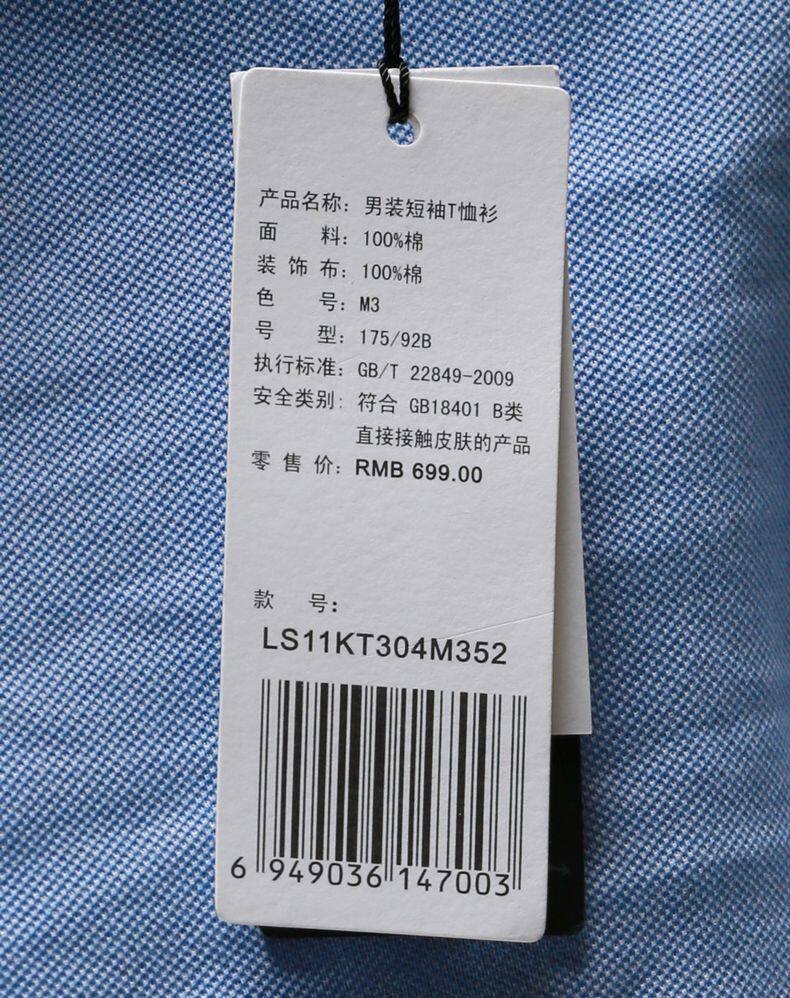 产品名称：男装短袖T恤衫
面 料：100%棉
装 饰 布：100%棉
色 号：M3
号 型：175/92B
执行标准：GB/T 22849-2009
安全类别：符合 GB18401 B类
直接接触皮肤的产品
零 售 价：RMB 699.00
款 号：
LS11KT304M352
6 949036 147003